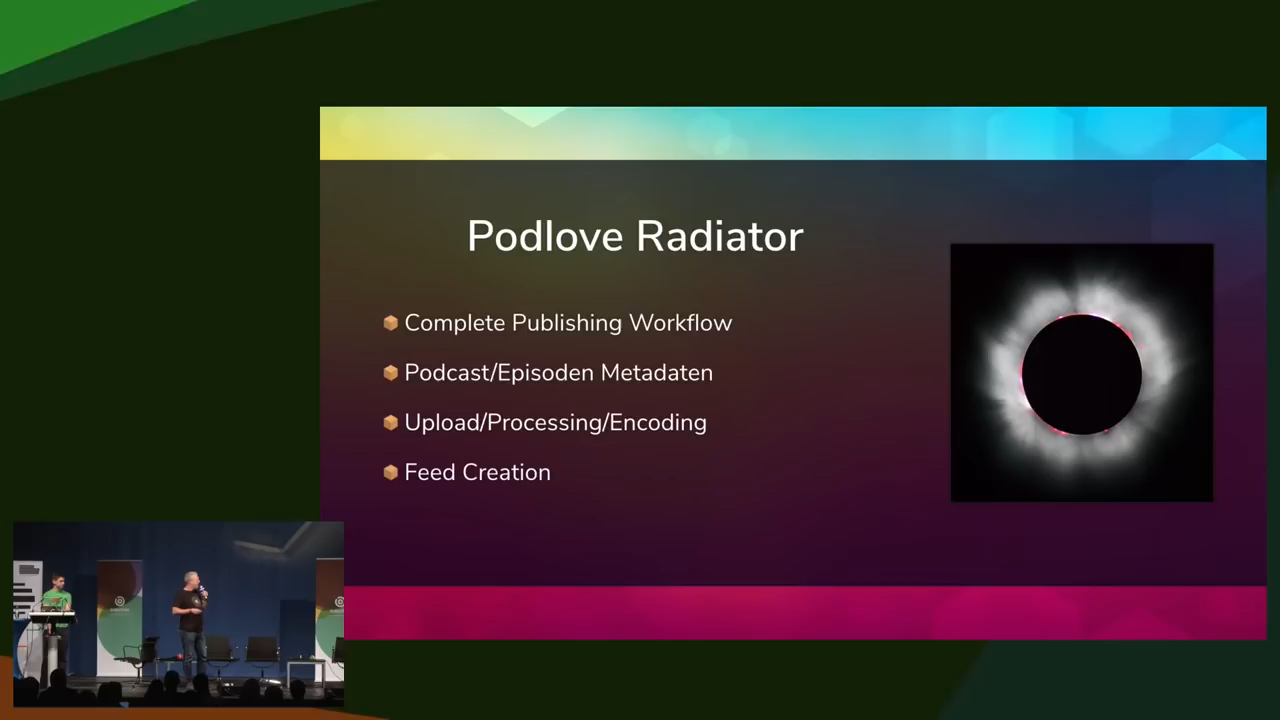 Podlove Radiator
Complete Publishing Workflow
Podcast/Episoden Metadaten
Upload/Processing/Encoding
Feed Creation